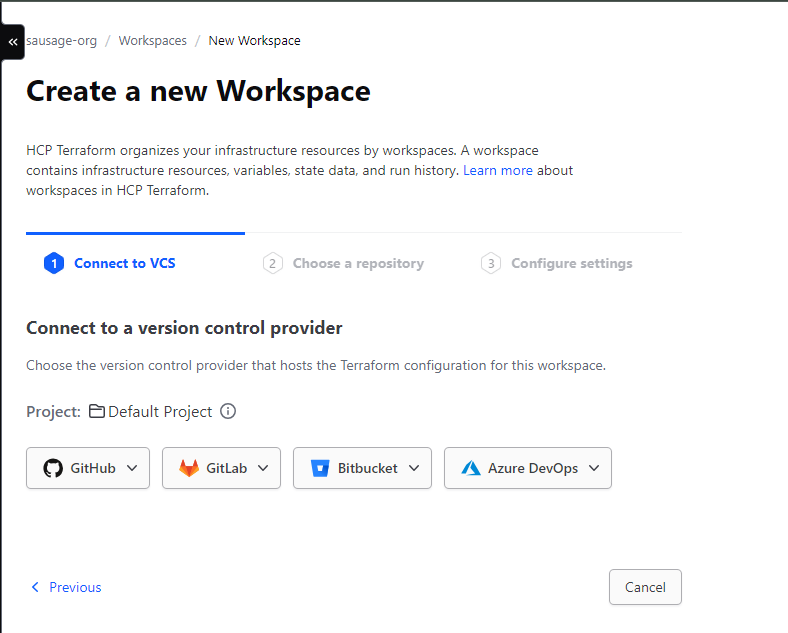 « sausage-org / Workspaces / New Workspace
Create a new Workspace
HCP Terraform organizes your infrastructure resources by workspaces. A workspace
contains infrastructure resources, variables, state data, and run history. Learn more about
workspaces in HCP Terraform.
1 Connect to VCS 2 Choose a repository 3 Configure settings
Connect to a version control provider
Choose the version control provider that hosts the Terraform configuration for this workspace.
Project: Default Project
GitHub GitLab Bitbucket Azure DevOps
Previous Cancel